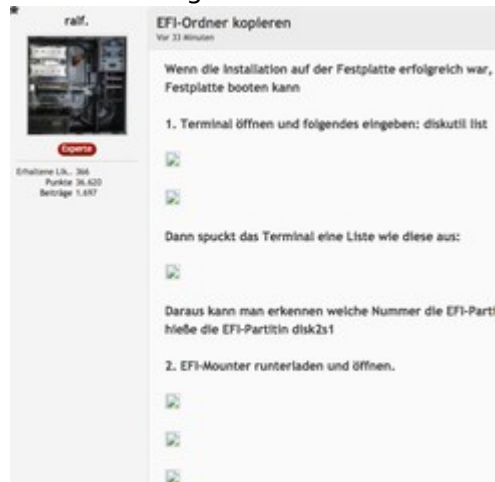 ralf.
Experte
Erhaltene Lik.. 366
Punkte 36.620
Beiträge 1.697
EFI-Ordner kopieren
Vor 33 Minuten
Wenn die Installation auf der Festplatte erfolgreich war,
Festplatte booten kann
1. Terminal öffnen und folgendes eingeben: diskutil list
Dann spuckt das Terminal eine Liste wie diese aus:
Daraus kann man erkennen welche Nummer die EFI-Parti
hieße die EFI-Partitin disk2s1
2. EFI-Mounter runterladen und öffnen.